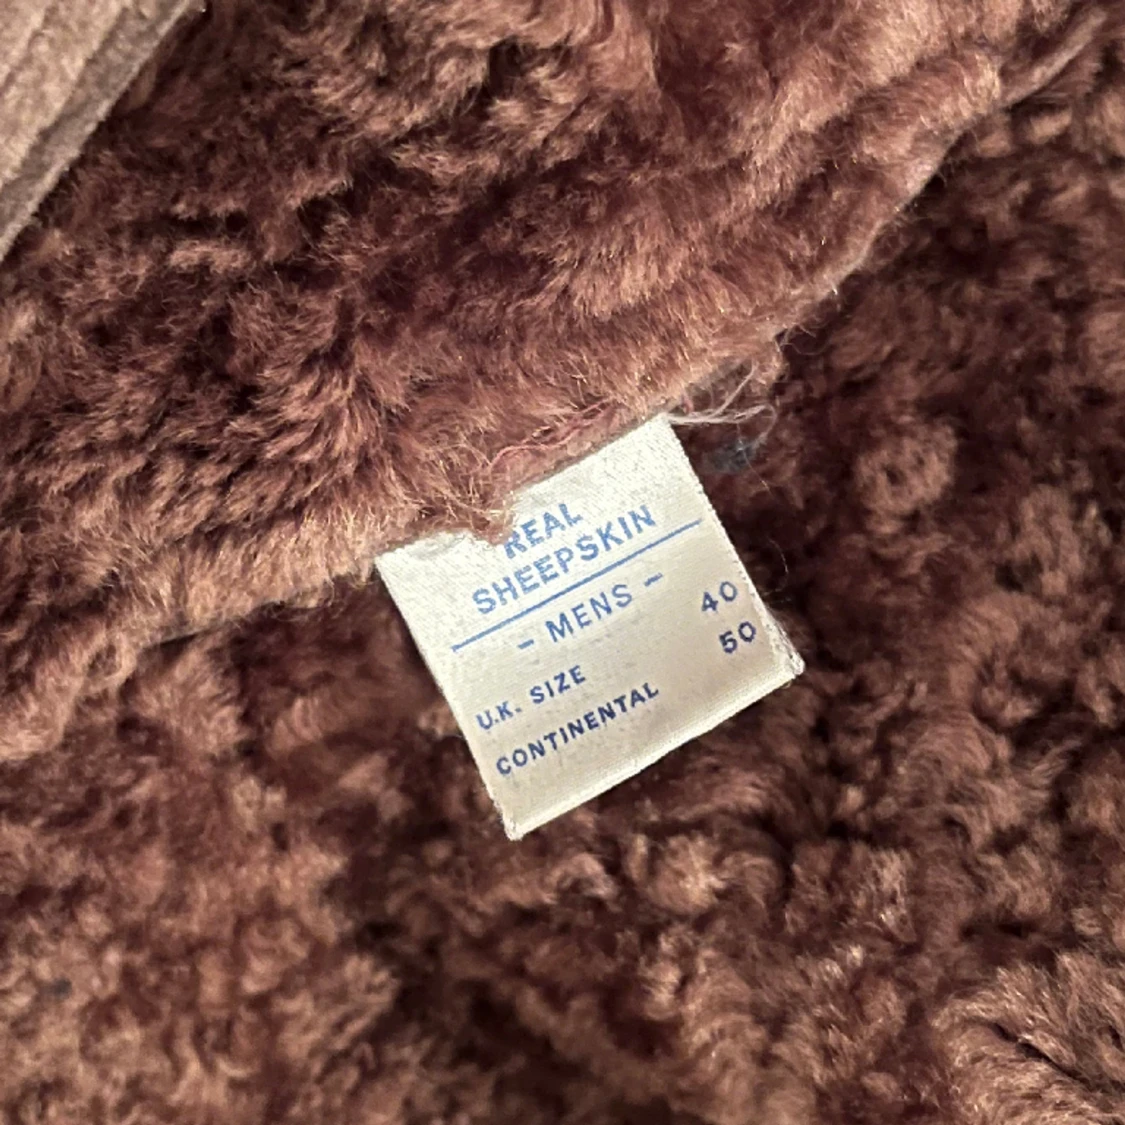 REAL
SHEEPSKIN
- MENS -
U.K. SIZE 40
CONTINENTAL 50